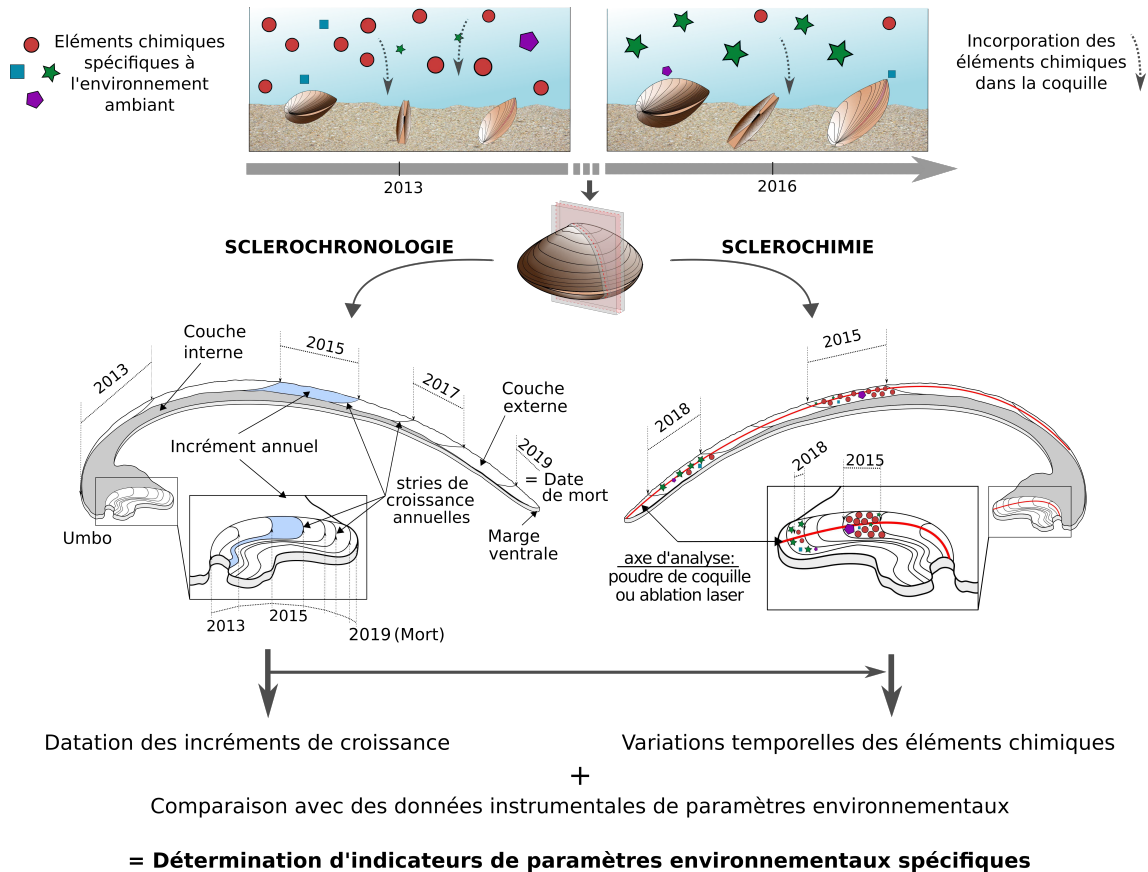 Eléments chimiques
spécifiques à
l'environnement
ambiant
Incorporation des
éléments chimiques
dans la coquille
2013
2016
SCLEROCHRONOLOGIE
SCLEROCHIMIE
Couche
interne
2013
2015
2017
Couche
externe
2019
= Date
de mort
Incrément annuel
stries de
croissance
annuelles
Marge
ventrale
Umbo
2013
2015
2019 (Mort)
2015
2018
2018
2015
axe d'analyse:
poudre de coquille
ou ablation laser
Datation des incréments de croissance
Variations temporelles des éléments chimiques
+
Comparaison avec des données instrumentales de paramètres environnementaux
= Détermination d'indicateurs de paramètres environnementaux spécifiques